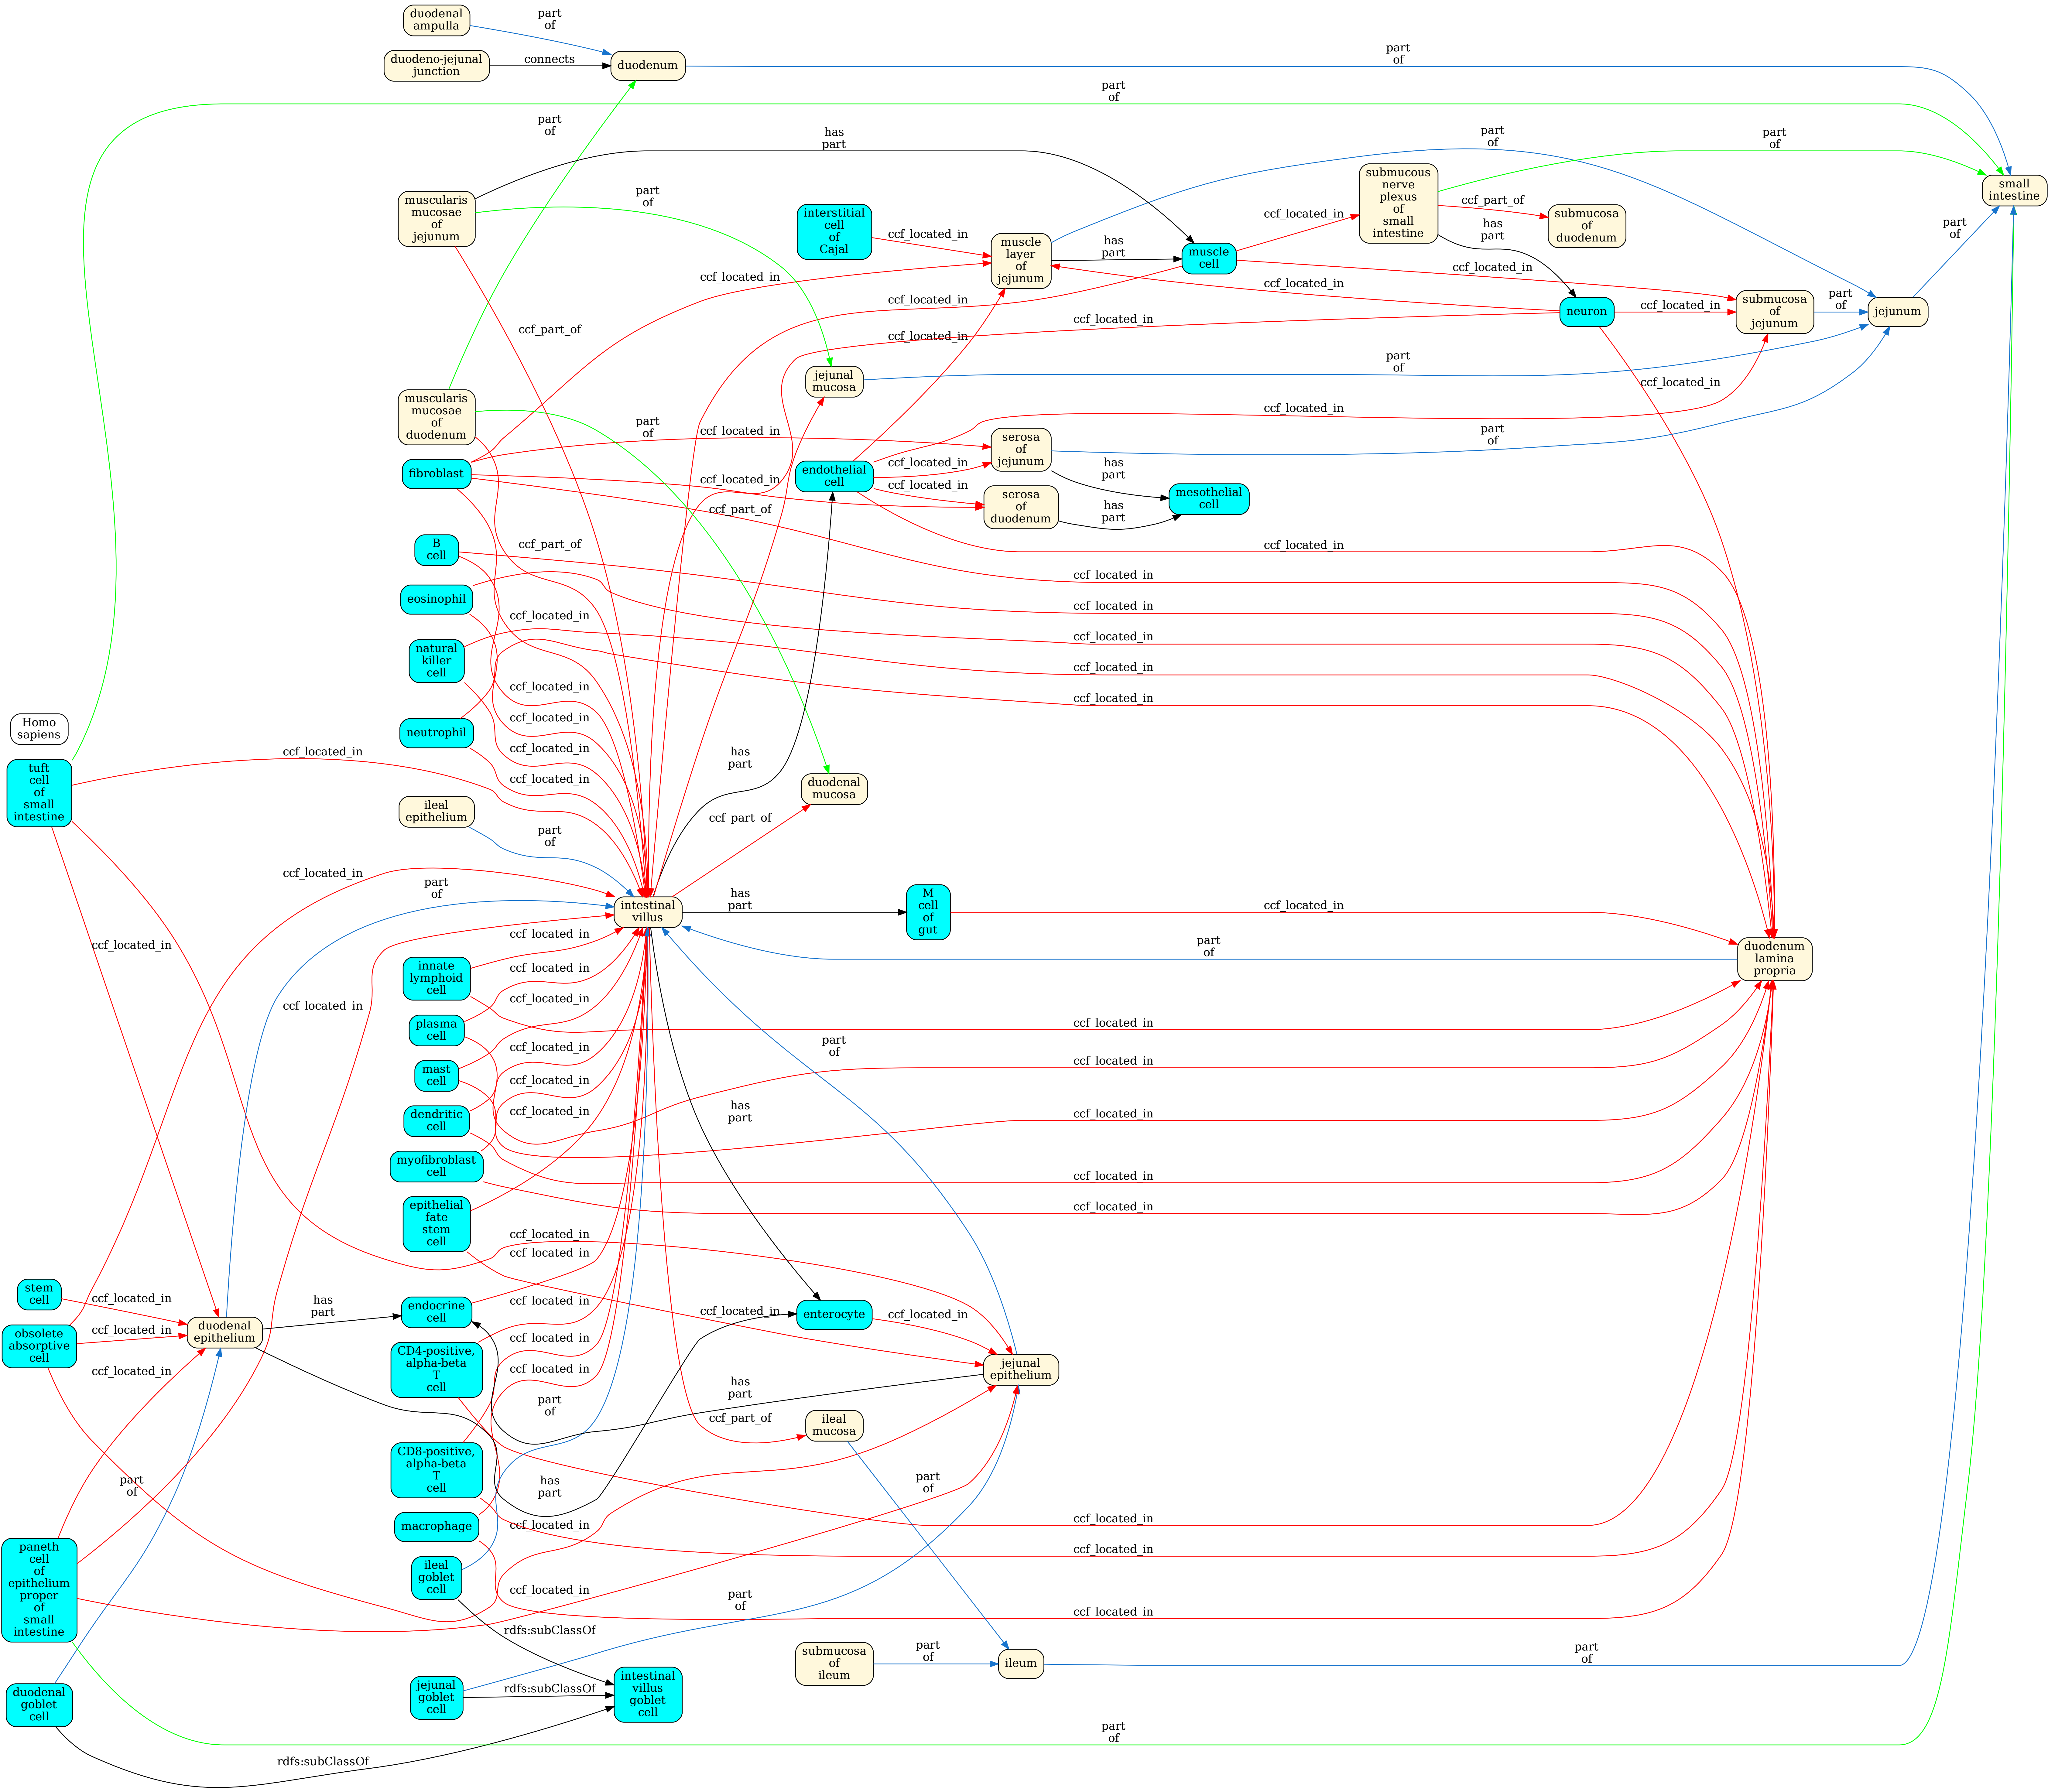 duodenal
ampulla
part
of
duodeno-jejunal
junction
connects
duodenum
part
of
part
of
part
of
has
part
part
of
part
of
submucous
nerve
plexus
of
small
intestine
small
intestine
muscularis
mucosae
of
jejunum
part
of
interstitial
cell
of
Cajal
ccf_located_in
muscle
layer
of
jejunum
has
part
muscle
cell
ccf_located_in
ccf_part_of
has
part
submucosa
of
duodenum
part
of
ccf_located_in
ccf_located_in
ccf_located_in
ccf_located_in
neuron
ccf_located_in
submucosa
of
jejunum
part
of
jejunum
ccf_part_of
ccf_located_in
ccf_located_in
jejunal
mucosa
part
of
ccf_located_in
ccf_located_in
muscularis
mucosae
of
duodenum
part
of
ccf_located_in
serosa
of
jejunum
part
of
fibroblast
ccf_located_in
endothelial
cell
ccf_located_in
ccf_located_in
has
part
serosa
of
duodenum
has
part
mesothelial
cell
ccf_part_of
B
cell
ccf_part_of
ccf_located_in
ccf_located_in
eosinophil
ccf_located_in
ccf_located_in
ccf_located_in
natural
killer
cell
ccf_located_in
ccf_located_in
ccf_located_in
Homo
sapiens
neutrophil
ccf_located_in
ccf_located_in
ccf_located_in
ccf_located_in
has
part
tuft
cell
of
small
intestine
duodenal
mucosa
ileal
epithelium
part
of
ccf_part_of
ccf_located_in
part
of
intestinal
villus
has
part
M
cell
of
gut
ccf_located_in
ccf_located_in
ccf_located_in
part
of
duodenum
lamina
propria
innate
lymphoid
cell
ccf_located_in
ccf_located_in
ccf_located_in
plasma
cell
ccf_located_in
part
of
ccf_located_in
mast
cell
ccf_located_in
ccf_located_in
dendritic
cell
ccf_located_in
has
part
ccf_located_in
myofibroblast
cell
ccf_located_in
epithelial
fate
stem
cell
ccf_located_in
ccf_located_in
ccf_located_in
stem
cell
ccf_located_in
has
part
endocrine
cell
ccf_located_in
ccf_located_in
enterocyte
ccf_located_in
obsolete
absorptive
cell
ccf_located_in
duodenal
epithelium
CD4-positive,
alpha-beta
T
cell
ccf_located_in
ccf_located_in
ccf_located_in
has
part
jejunal
epithelium
part
of
ccf_part_of
ileal
mucosa
CD8-positive,
alpha-beta
T
cell
part
of
has
part
part
of
macrophage
ccf_located_in
ccf_located_in
ccf_located_in
paneth
cell
of
epithelium
proper
of
small
intestine
ileal
goblet
cell
ccf_located_in
part
of
ccf_located_in
rdfs:subClassOf
submucosa
of
ileum
part
of
ileum
part
of
duodenal
goblet
cell
jejunal
goblet
cell
rdfs:subClassOf
intestinal
villus
goblet
cell
part
of
rdfs:subClassOf